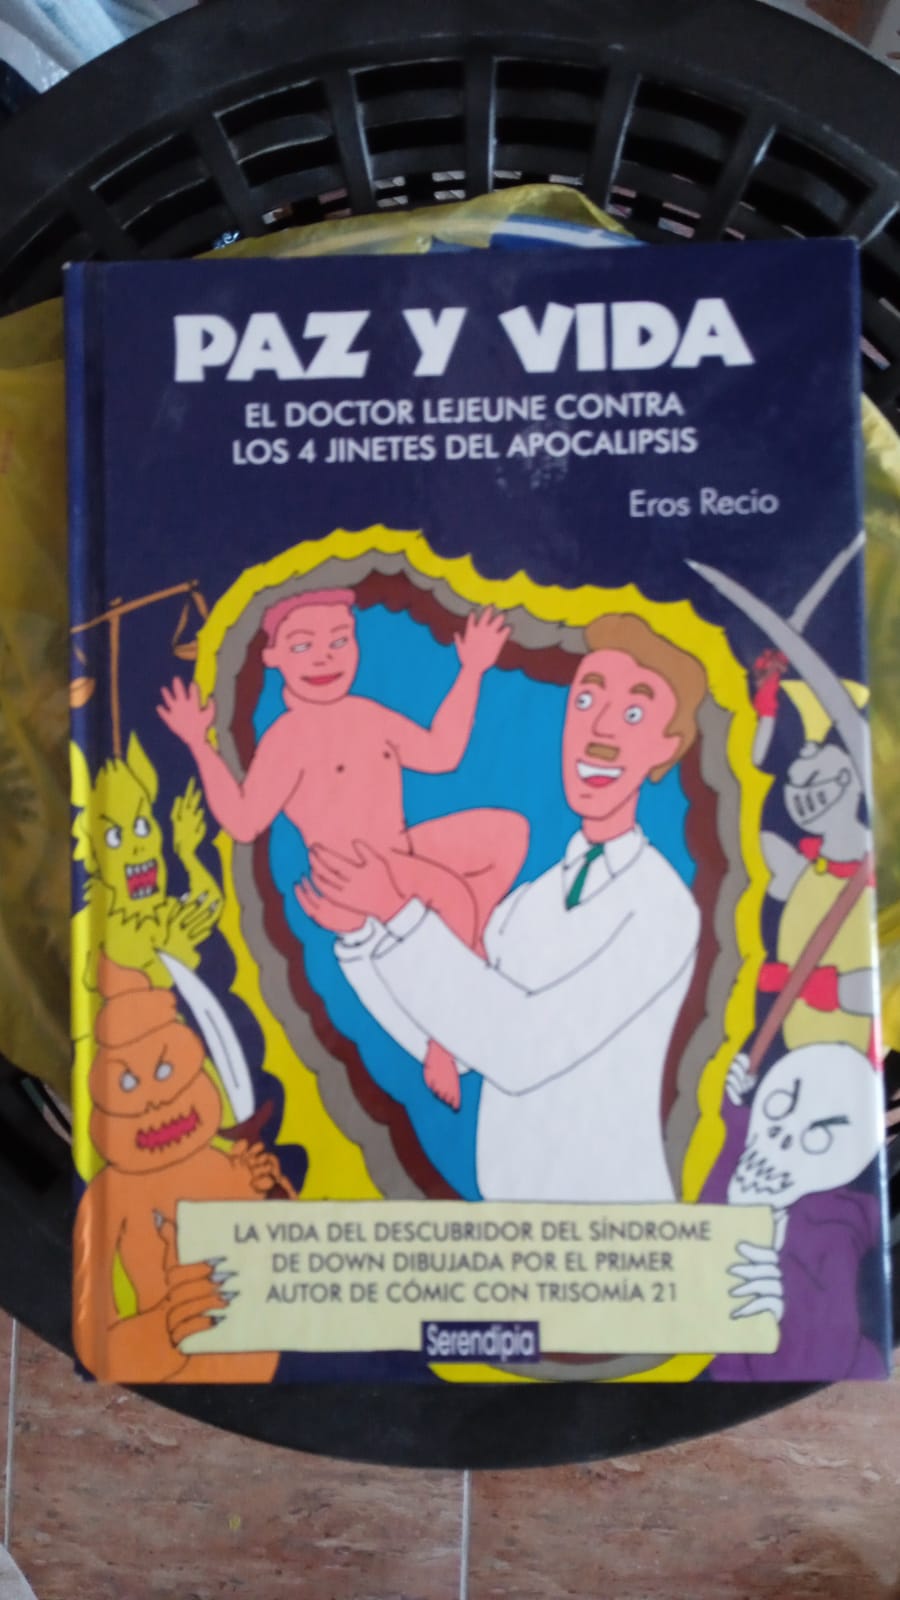 PAZ Y VIDA
EL DOCTOR LEJEUNE CONTRA
LOS 4 JINETES DEL APOCALIPSIS
Eros Recio
LA VIDA DEL DESCUBRIDOR DEL SÍNDROME
DE DOWN DIBUJADA POR EL PRIMER
AUTOR DE CÓMIC CON TRISOMÍA 21
Serendipia